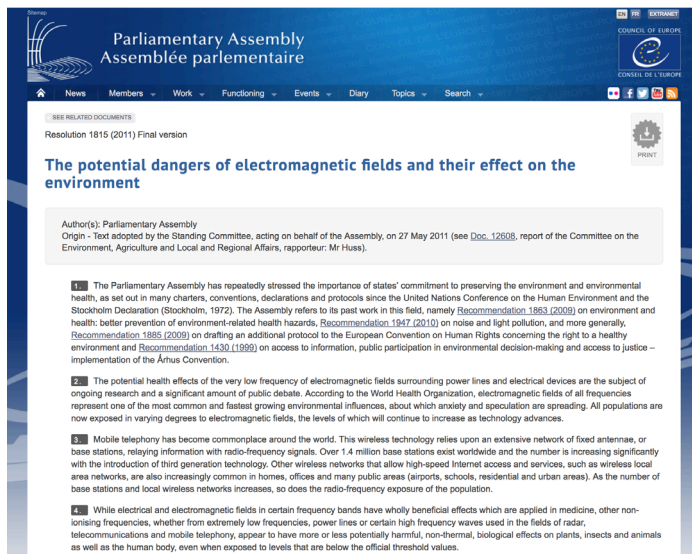 Sitemap
EN FR EXTRANET
Parliamentary Assembly
Assemblée parlementaire
COUNCIL OF EUROPE
CONSEIL DE L'EUROPE
News Members Work Functioning Events Diary Topics Search
SEE RELATED DOCUMENTS
Resolution 1815 (2011) Final version
PRINT
The potential dangers of electromagnetic fields and their effect on the
environment
Author(s): Parliamentary Assembly
Origin - Text adopted by the Standing Committee, acting on behalf of the Assembly, on 27 May 2011 (see Doc. 12608, report of the Committee on the
Environment, Agriculture and Local and Regional Affairs, rapporteur: Mr Huss).
1. The Parliamentary Assembly has repeatedly stressed the importance of states' commitment to preserving the environment and environmental
health, as set out in many charters, conventions, declarations and protocols since the United Nations Conference on the Human Environment and the
Stockholm Declaration (Stockholm, 1972). The Assembly refers to its past work in this field, namely Recommendation 1863 (2009) on environment and
health: better prevention of environment-related health hazards, Recommendation 1947 (2010) on noise and light pollution, and more generally,
Recommendation 1885 (2009) on drafting an additional protocol to the European Convention on Human Rights concerning the right to a healthy
environment and Recommendation 1430 (1999) on access to information, public participation in environmental decision-making and access to justice –
implementation of the Århus Convention.
2. The potential health effects of the very low frequency of electromagnetic fields surrounding power lines and electrical devices are the subject of
ongoing research and a significant amount of public debate. According to the World Health Organization, electromagnetic fields of all frequencies
represent one of the most common and fastest growing environmental influences, about which anxiety and speculation are spreading. All populations are
now exposed in varying degrees to electromagnetic fields, the levels of which will continue to increase as technology advances.
3. Mobile telephony has become commonplace around the world. This wireless technology relies upon an extensive network of fixed antennae, or
base stations, relaying information with radio-frequency signals. Over 1.4 million base stations exist worldwide and the number is increasing significantly
with the introduction of third generation technology. Other wireless networks that allow high-speed Internet access and services, such as wireless local
area networks, are also increasingly common in homes, offices and many public areas (airports, schools, residential and urban areas). As the number of
base stations and local wireless networks increases, so does the radio-frequency exposure of the population.
4. While electrical and electromagnetic fields in certain frequency bands have wholly beneficial effects which are applied in medicine, other non-
ionising frequencies, whether from extremely low frequencies, power lines or certain high frequency waves used in the fields of radar,
telecommunications and mobile telephony, appear to have more or less potentially harmful, non-thermal, biological effects on plants, insects and animals
as well as the human body, even when exposed to levels that are below the official threshold values.